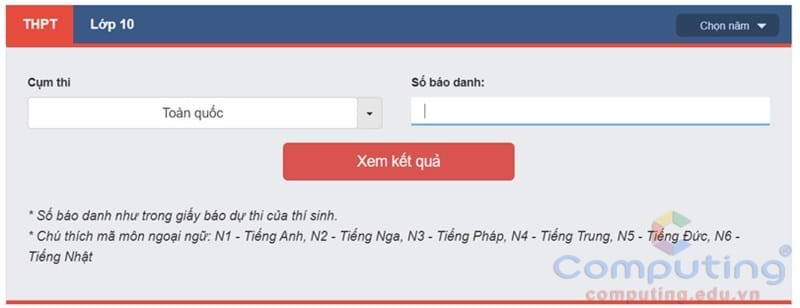 THPT Lớp 10 Chọn năm
Cụm thi Số báo danh:
Toàn quốc
Xem kết quả
* Số báo danh như trong giấy báo dự thi của thí sinh.
* Chú thích mã môn ngoại ngữ: N1 - Tiếng Anh, N2 - Tiếng Nga, N3 - Tiếng Pháp, N4 - Tiếng Trung, N5 - Tiếng Đức, N6 -
Tiếng Nhật
Computing
computing.edu.vn